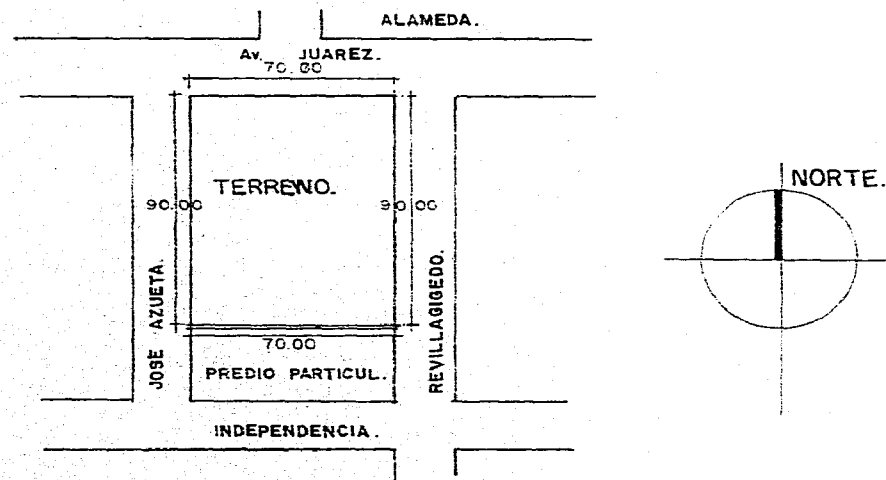 ALAMEDA.
Av. JUAREZ.
70.00
NORTE.
TERRENO.
90.00
90.00
JOSE AZUETA.
REVILLAGIGEDO.
70.00
PREDIO PARTICUL.
INDEPENDENCIA.